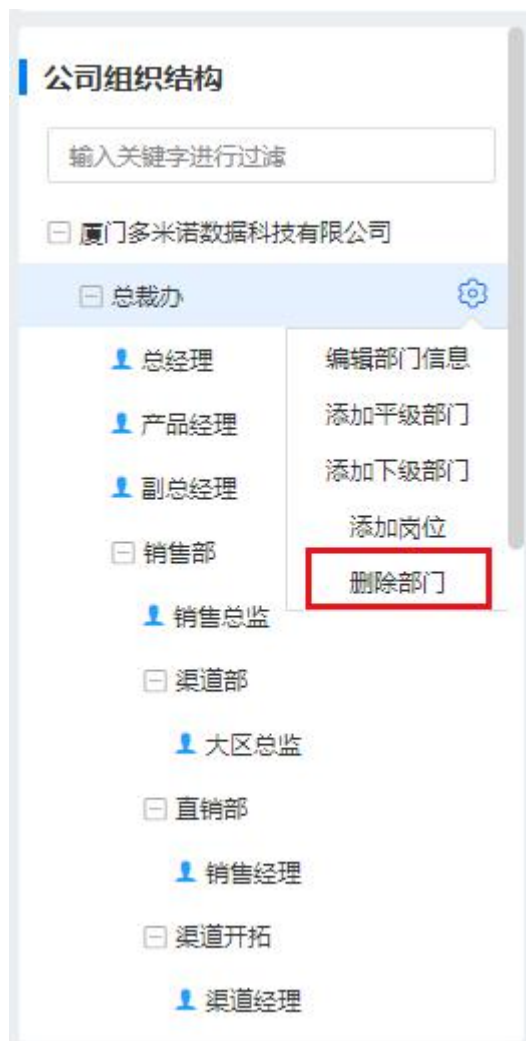 公司组织结构
输入关键字进行过滤
厦门多米诺数据科技有限公司
总裁办
总经理
编辑部门信息
产品经理
添加平级部门
副总经理
添加下级部门
销售部
添加岗位
删除部门
销售总监
渠道部
大区总监
直销部
销售经理
渠道开拓
渠道经理